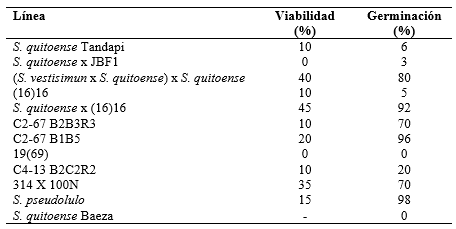 Línea Viabilidad (%) Germinación (%)
S. quitoense Tandapi 10 6
S. quitoense x JBF1 0 3
(S. vestisimun x S. quitoense) x S. quitoense 40 80
(16)16 10 5
S. quitoense x (16)16 45 92
C2-67 B2B3R3 10 70
C2-67 B1B5 20 96
19(69) 0 0
C4-13 B2C2R2 10 20
314 X 100N 35 70
S. pseudolulo 15 98
S. quitoense Baeza - 0